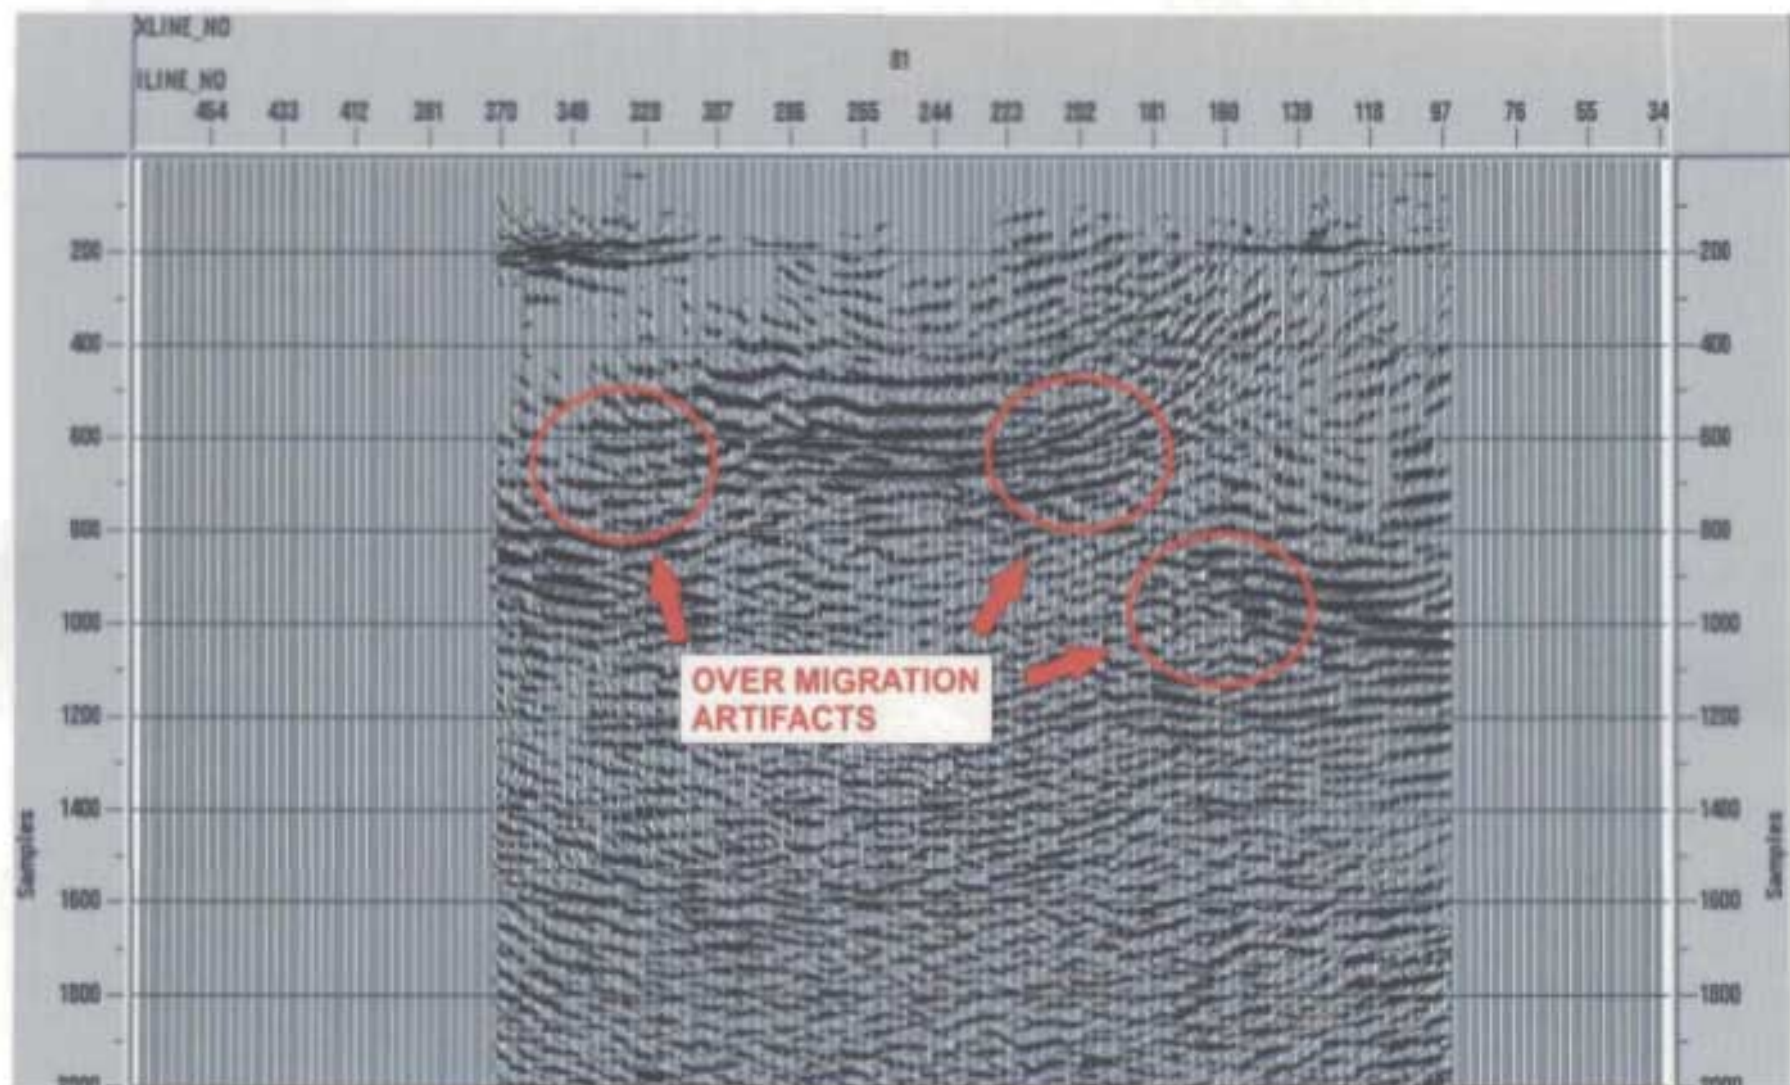 XLINE_NO
81
ILINE_NO
454 433 412 391 370 349 328 307 286 265 244 223 202 181 160 139 118 97 76 55 34
200 200
400 400
600 600
800 800
1000 1000
OVER MIGRATION
ARTIFACTS
1200 1200
1400 1400
Samples Samples
1600 1600
1800 1800